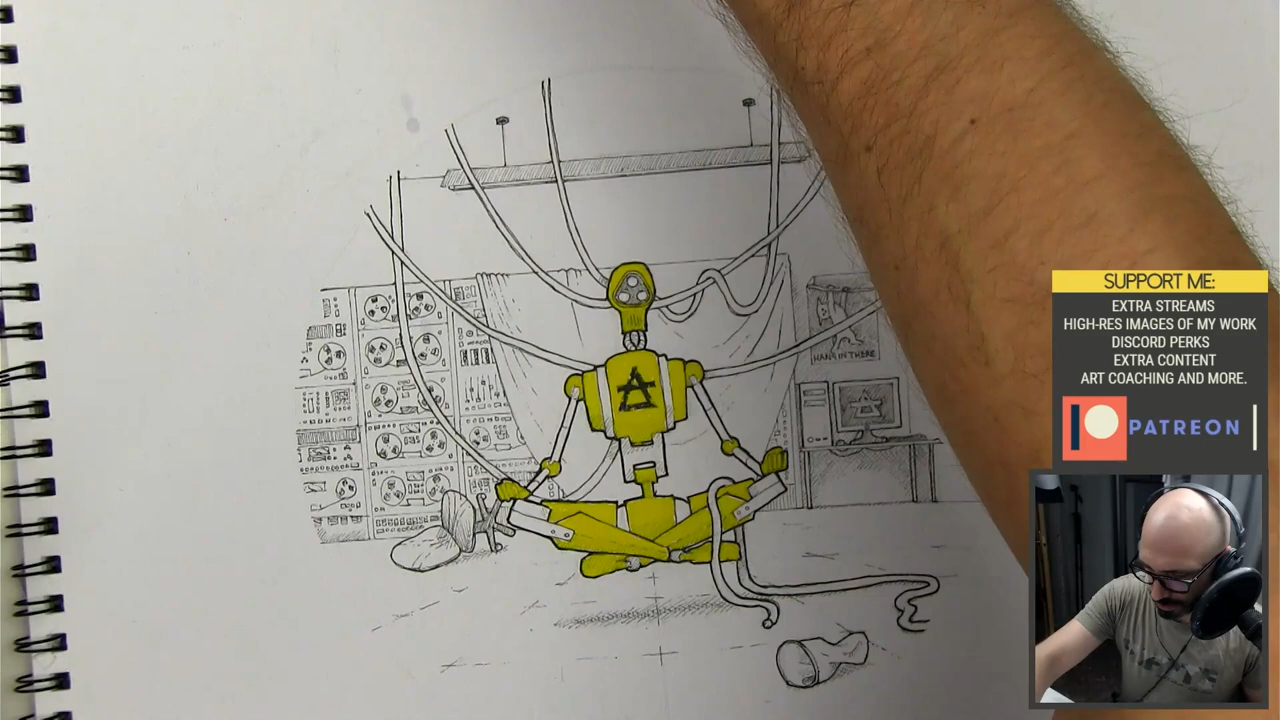 HANG IN THERE
SUPPORT ME:
EXTRA STREAMS
HIGH-RES IMAGES OF MY WORK
DISCORD PERKS
EXTRA CONTENT
ART COACHING AND MORE.
PATREON